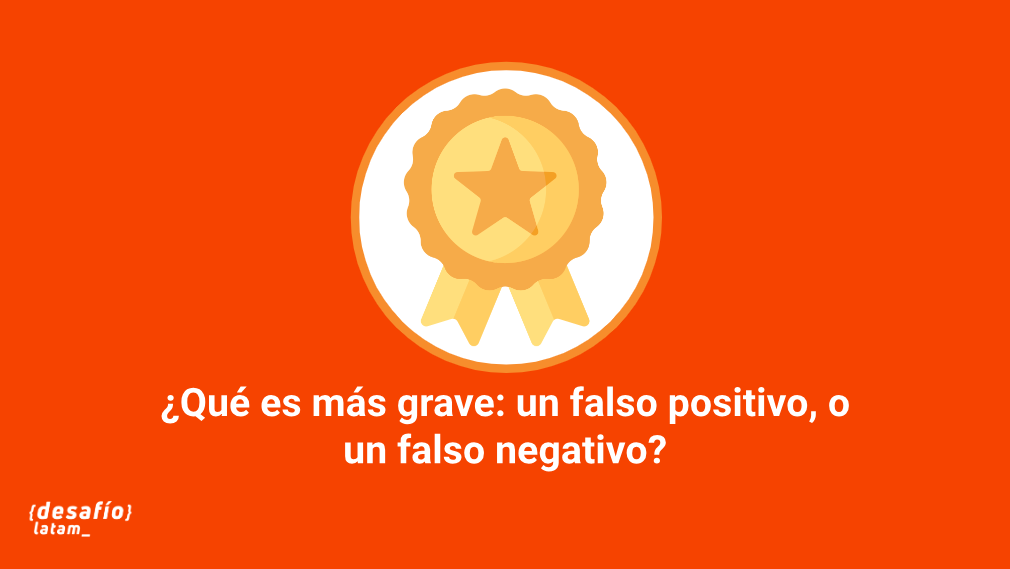 ¿Qué es más grave: un falso positivo, o
un falso negativo?
{desafío}
latam_